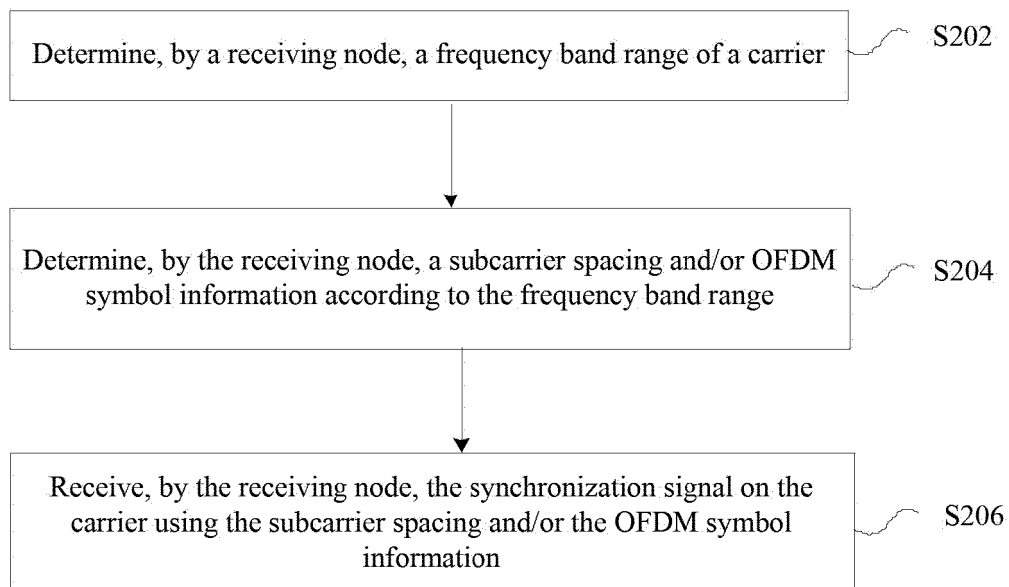 Determine, by a receiving node, a frequency band range of a carrier
S202
Determine, by the receiving node, a subcarrier spacing and/or OFDM
symbol information according to the frequency band range
S204
Receive, by the receiving node, the synchronization signal on the
carrier using the subcarrier spacing and/or the OFDM symbol
information
S206